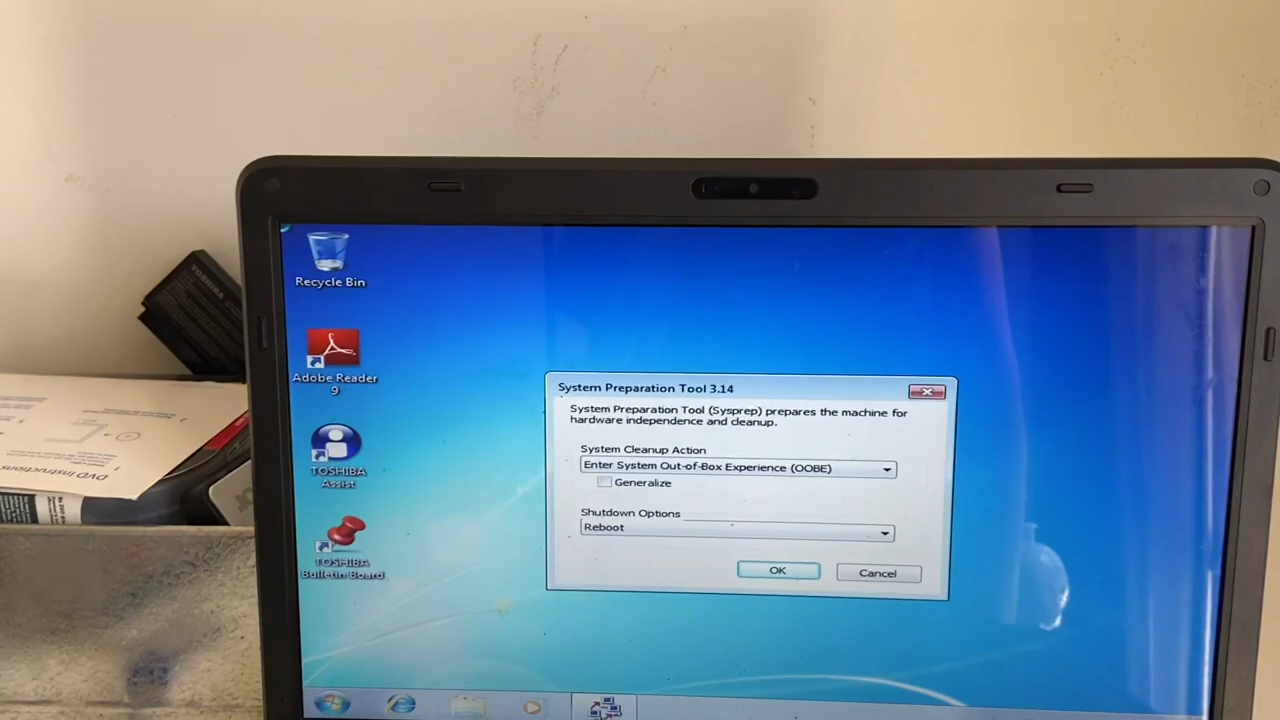 Recycle Bin
Adobe Reader
9
TOSHIBA
Assist
TOSHIBA
Bulletin Board
System Preparation Tool 3.14
System Preparation Tool (Sysprep) prepares the machine for
hardware independence and cleanup.
System Cleanup Action
Enter System Out-of-Box Experience (OOBE)
Generalize
Shutdown Options
Reboot
OK
Cancel
TOSHIBA
DVD Instructions